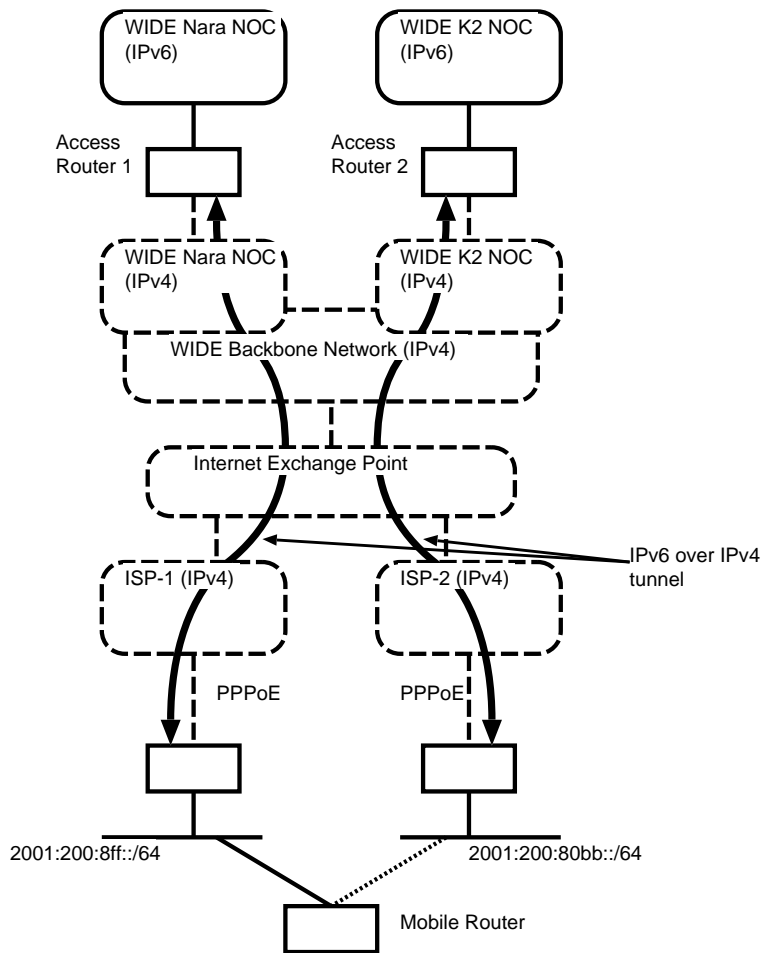 WIDE Nara NOC
(IPv6)
WIDE K2 NOC
(IPv6)
Access
Router 1
Access
Router 2
WIDE Nara NOC
(IPv4)
WIDE K2 NOC
(IPv4)
WIDE Backbone Network (IPv4)
Internet Exchange Point
ISP-1 (IPv4)
ISP-2 (IPv4)
IPv6 over IPv4
tunnel
PPPoE
PPPoE
2001:200:8ff::/64
2001:200:80bb::/64
Mobile Router